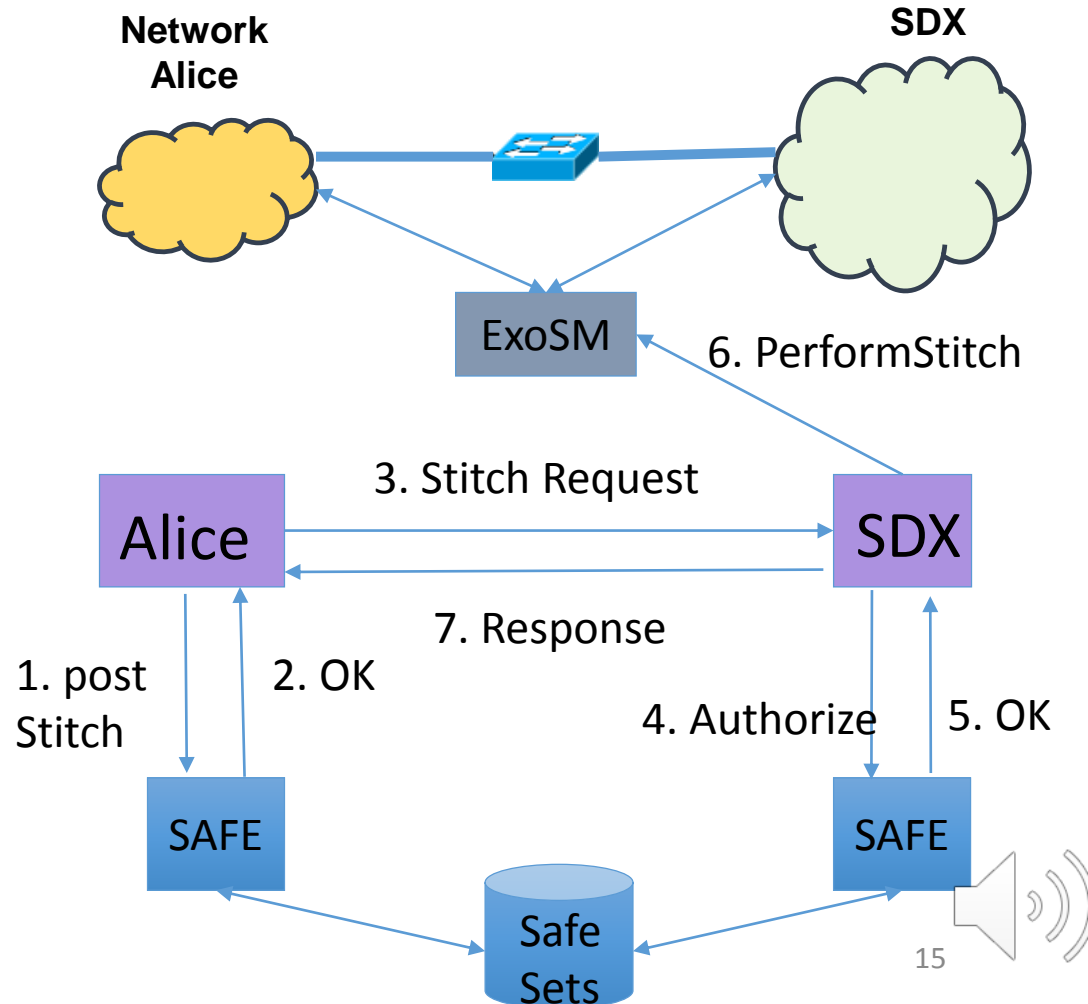 Network
Alice
SDX
ExoSM
6. PerformStitch
3. Stitch Request
Alice
SDX
7. Response
1. post
Stitch
2. OK
4. Authorize
5. OK
SAFE
SAFE
Safe
Sets
15